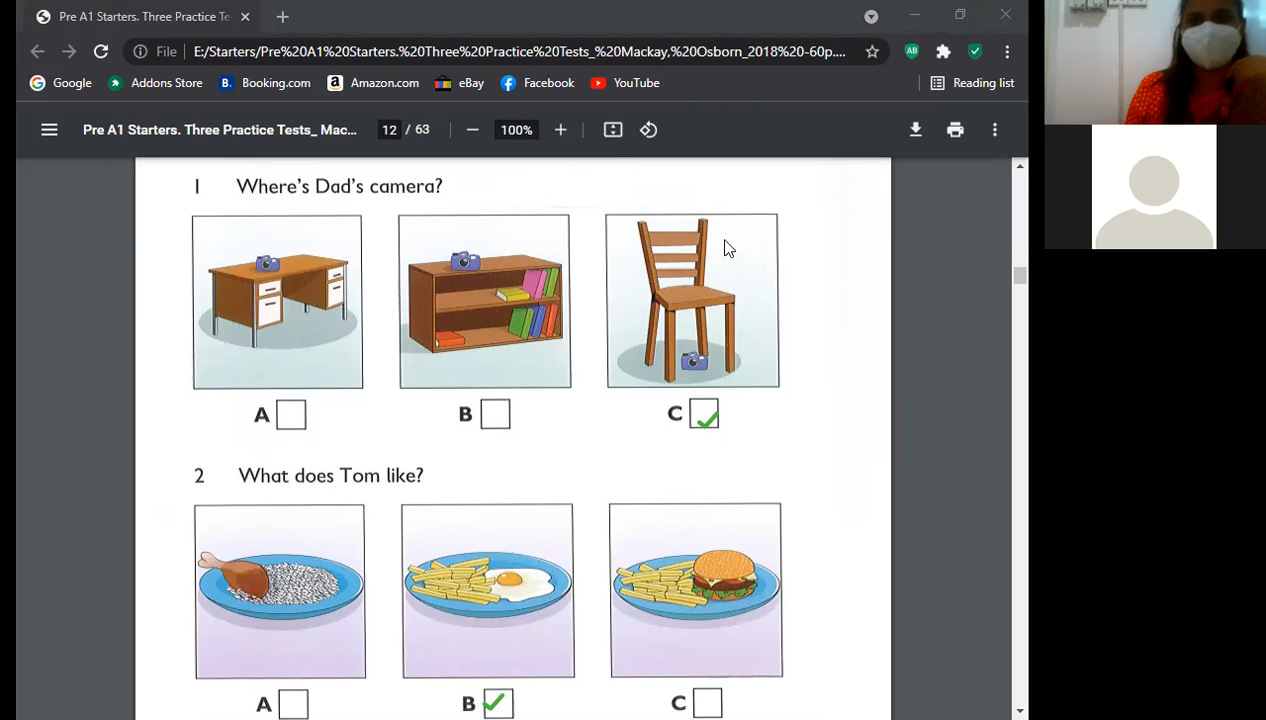 Pre A1 Starters. Three Practice Te
File E:/Starters/Pre%20A1%20Starters.%20Three%20Practice%20Tests_%20Mackay,%20Osborn_2018%20-60p....
AB
Google Addons Store B. Booking.com a Amazon.com eBay Facebook YouTube Reading list
Pre A1 Starters. Three Practice Tests_ Mac... 12 / 63 100%
1 Where's Dad's camera?
A B C
2 What does Tom like?
A B C